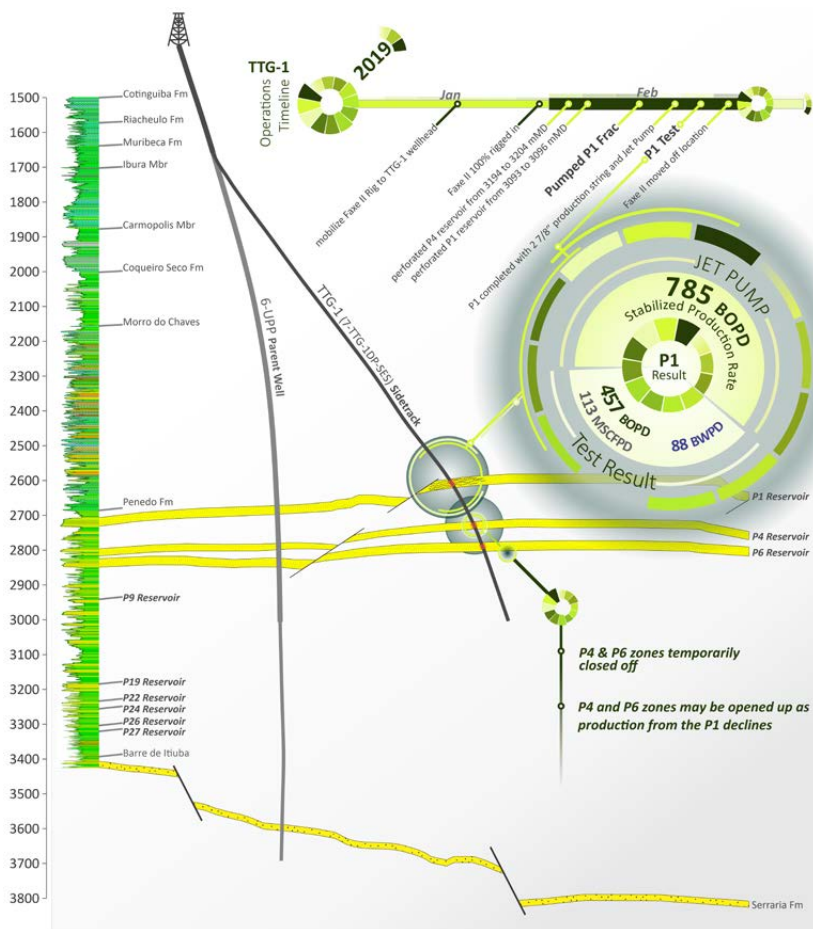 TTG-1
Operations
Timeline
2019
Jan
Feb
mobilize Faxe II Rig to TTG-1 wellhead
Faxe II 100% rigged in
perforated P4 reservoir from 3194 to 3204 mMD
perforated P1 reservoir from 3093 to 3096 mMD
Pumped P1 Frac
P1 completed with 2 7/8" production string and Jet Pump
P1 Test
Faxe II moved off location
1500
1600
1700
1800
1900
2000
2100
2200
2300
2400
2500
2600
2700
2800
2900
3000
3100
3200
3300
3400
3500
3600
3700
3800
Cotinguiba Fm
Riacheulo Fm
Muribeca Fm
Ibura Mbr
Carmopolis Mbr
Coqueiro Seco Fm
Morro do Chaves
Penedo Fm
P9 Reservoir
P19 Reservoir
P22 Reservoir
P24 Reservoir
P26 Reservoir
P27 Reservoir
Barre de Itiuba
6-UPP Parent Well
TTG-1 (7-TTG-1DP-SES) Sidetrack
JET PUMP
785 BOPD
Stabilized Production Rate
P1
Result
457 BOPD
113 MSCFPD
88 BWPD
Test Result
P1 Reservoir
P4 Reservoir
P6 Reservoir
P4 & P6 zones temporarily
closed off
P4 and P6 zones may be opened up as
production from the P1 declines
Serraria Fm